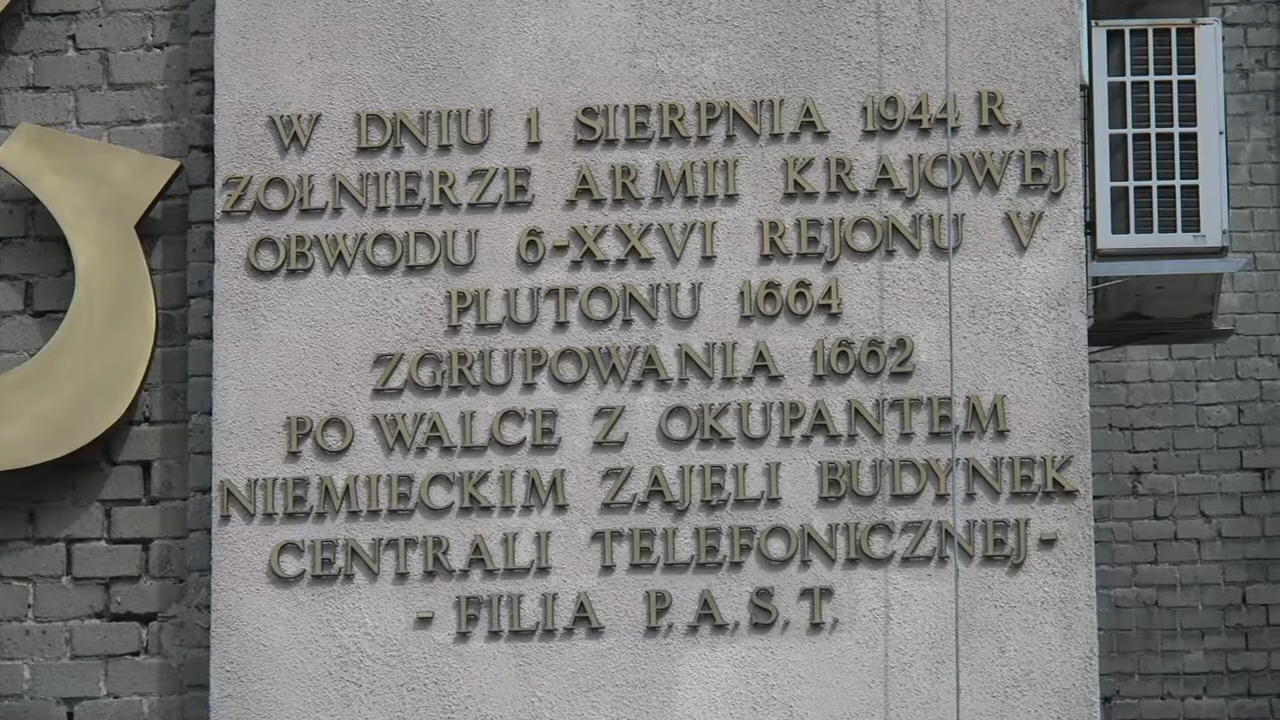 W DNIU 1 SIERPNIA 1944 R.
ŻOŁNIERZE ARMII KRAJOWEJ
OBWODU 6-XXVI REJONU V
PLUTONU 1664
ZGRUPOWANIA 1662
PO WALCE Z OKUPANTEM
NIEMIECKIM ZAJĘLI BUDYNEK
CENTRALI TELEFONICZNEJ-
- FILIA P.A.S.T.